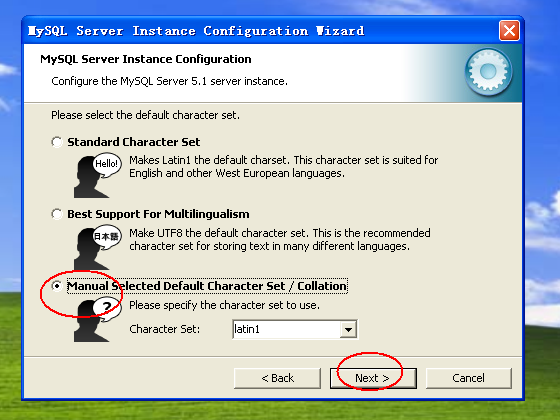 MySQL Server Instance Configuration Wizard
MySQL Server Instance Configuration
Configure the MySQL Server 5.1 server instance.
Please select the default character set.
Standard Character Set
Hello!
Makes Latin1 the default charset. This character set is suited for
English and other West European languages.
Best Support For Multilingualism
日本語
Make UTF8 the default character set. This is the recommended
character set for storing text in many different languages.
Manual Selected Default Character Set / Collation
?
Please specify the character set to use.
Character Set: latin1
< Back Next > Cancel